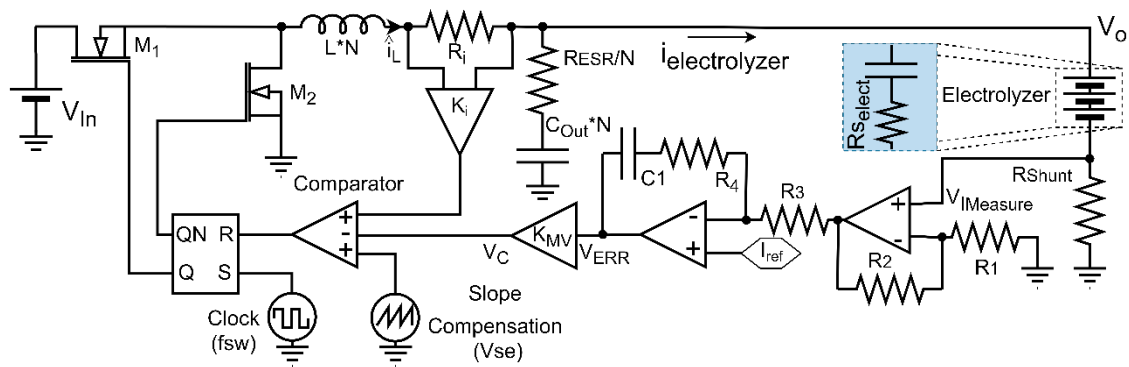 M1
L*N
îL
Ri
Vo
ielectrolyzer
VIn
M2
Ki
RESR/N
COut*N
Rselect
Electrolyzer
RShunt
C1
R4
R3
VIMeasure
+
-
R2
R1
Comparator
QN R
Q S
+
-
+
VC
KMV
VERR
-
+
Iref
Clock
(fsw)
Slope
Compensation
(Vse)